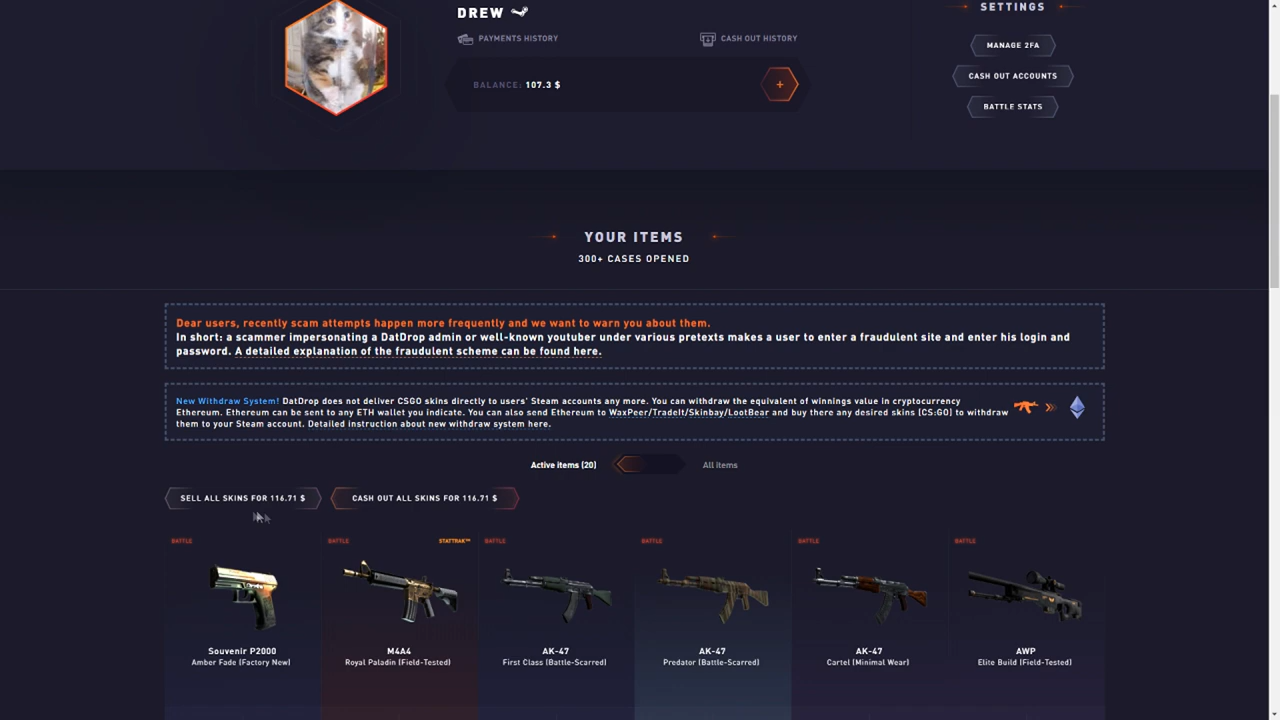 DREW
SETTINGS
PAYMENTS HISTORY
CASH OUT HISTORY
MANAGE 2FA
BALANCE: 107.3 $
+
CASH OUT ACCOUNTS
BATTLE STATS
YOUR ITEMS
300+ CASES OPENED
Dear users, recently scam attempts happen more frequently and we want to warn you about them.
In short: a scammer impersonating a DatDrop admin or well-known youtuber under various pretexts makes a user to enter a fraudulent site and enter his login and
password. A detailed explanation of the fraudulent scheme can be found here.
New Withdraw System! DatDrop does not deliver CSGO skins directly to users' Steam accounts any more. You can withdraw the equivalent of winnings value in cryptocurrency
Ethereum. Ethereum can be sent to any ETH wallet you indicate. You can also send Ethereum to WaxPeer/TradeIt/Skinbay/LootBear and buy there any desired skins (CS:GO) to withdraw
them to your Steam account. Detailed instruction about new withdraw system here.
Active items (20)
All items
SELL ALL SKINS FOR 116.71 $
CASH OUT ALL SKINS FOR 116.71 $
BATTLE
BATTLE
STATTRAK™
BATTLE
BATTLE
BATTLE
BATTLE
Souvenir P2000
Amber Fade (Factory New)
M4A4
Royal Paladin (Field-Tested)
AK-47
First Class (Battle-Scarred)
AK-47
Predator (Battle-Scarred)
AK-47
Cartel (Minimal Wear)
AWP
Elite Build (Field-Tested)